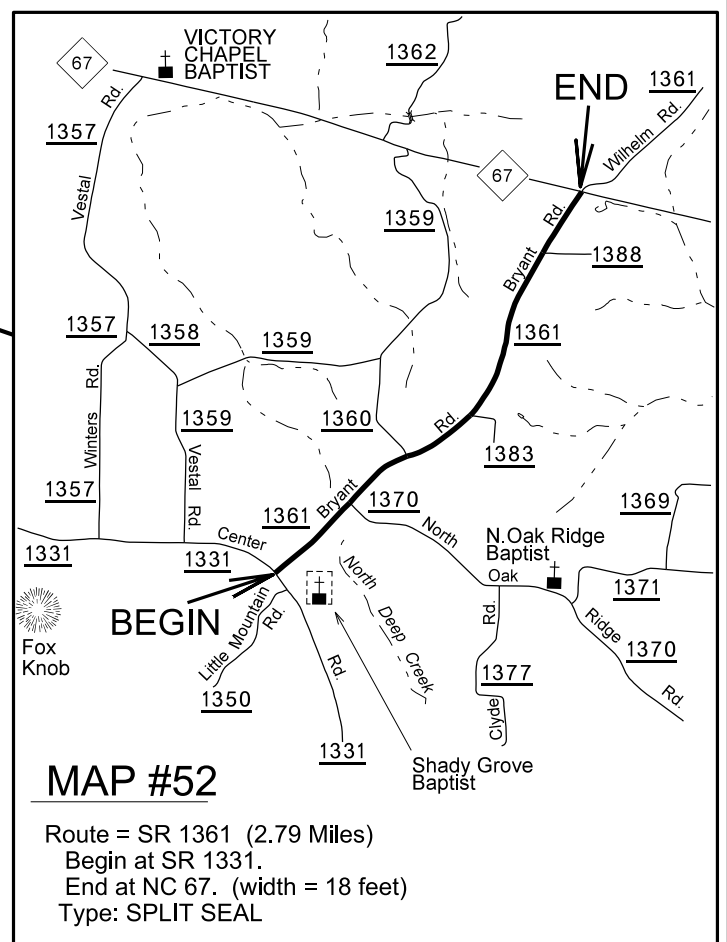 VICTORY
CHAPEL
BAPTIST
67
1362
END
1361
Wilhelm Rd.
Rd.
1357
Vestal
67
1359
Rd.
1388
Bryant
1357
1358
1359
1361
Rd.
Winters
1359
1360
Rd.
1383
Vestal
Rd.
1357
1361
Bryant
1370
1369
1331
Center
1331
North
N.Oak Ridge
Baptist
Oak
1371
BEGIN
North
Deep Creek
Fox
Knob
Little Mountain
Rd.
Rd.
Ridge
1370
Rd.
1350
Rd.
1377
Clyde
1331
Shady Grove
Baptist
MAP #52
Route = SR 1361 (2.79 Miles)
Begin at SR 1331.
End at NC 67. (width = 18 feet)
Type: SPLIT SEAL